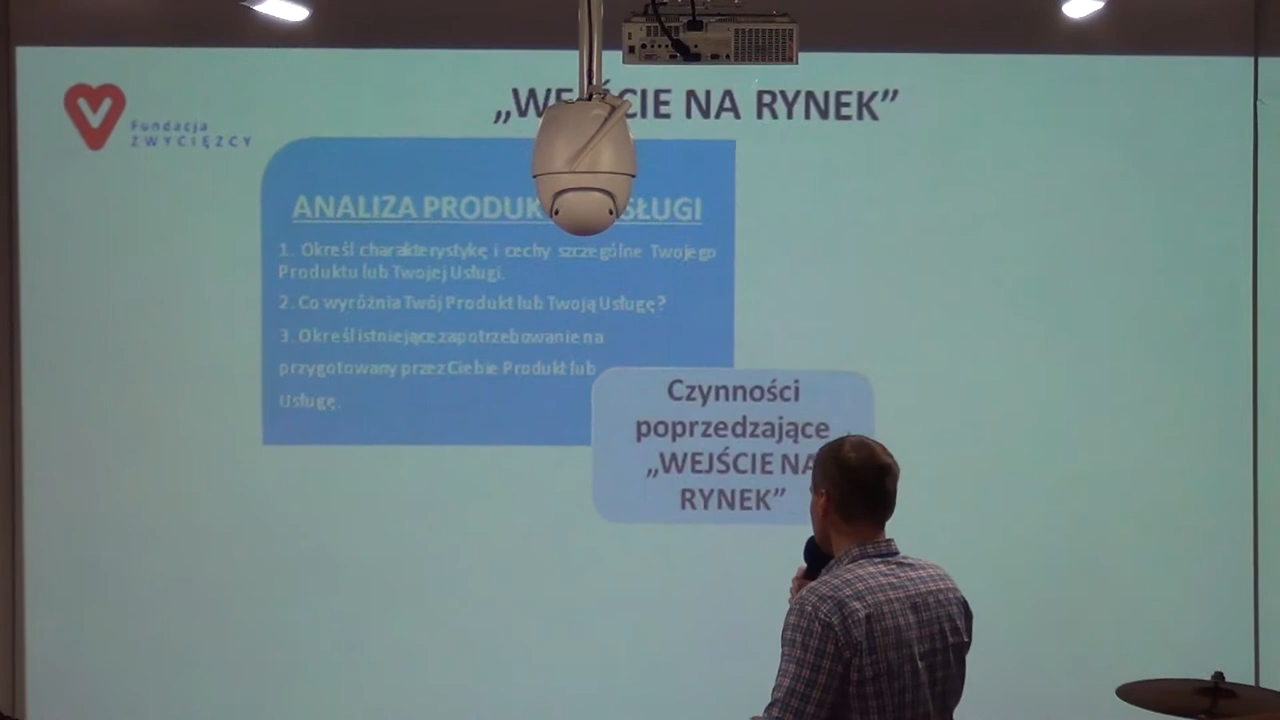 „WEJŚCIE NA RYNEK”
Fundacja
ZWYCIĘZCY
ANALIZA PRODUK SŁUGI
1. Określ charakterystykę i cechy szczególne Twojego
Produktu lub Twojej Usługi.
2. Co wyróżnia Twój Produkt lub Twoją Usługę?
3. Określ istniejące zapotrzebowanie na
przygotowany przez Ciebie Produkt lub
Usługę.
Czynności
poprzedzające
„WEJŚCIE NA
RYNEK”